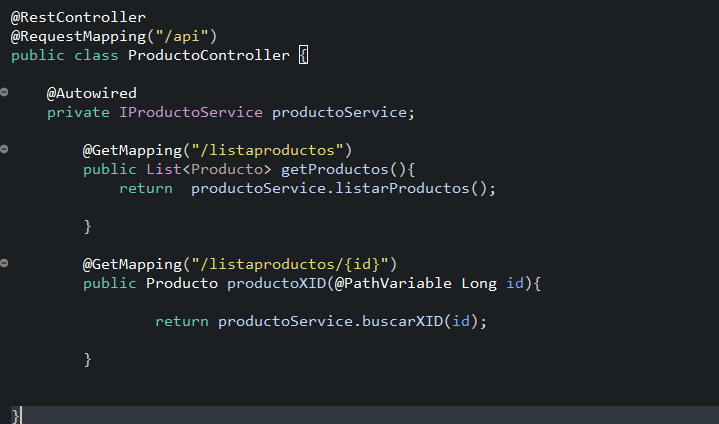 @RestController
@RequestMapping("/api")
public class ProductoController {
@Autowired
private IProductoService productoService;
@GetMapping("/listaproductos")
public List<Producto> getProductos(){
return  productoService.listarProductos();
}
@GetMapping("/listaproductos/{id}")
public Producto productoXID(@PathVariable Long id){
return productoService.buscarXID(id);
}
}